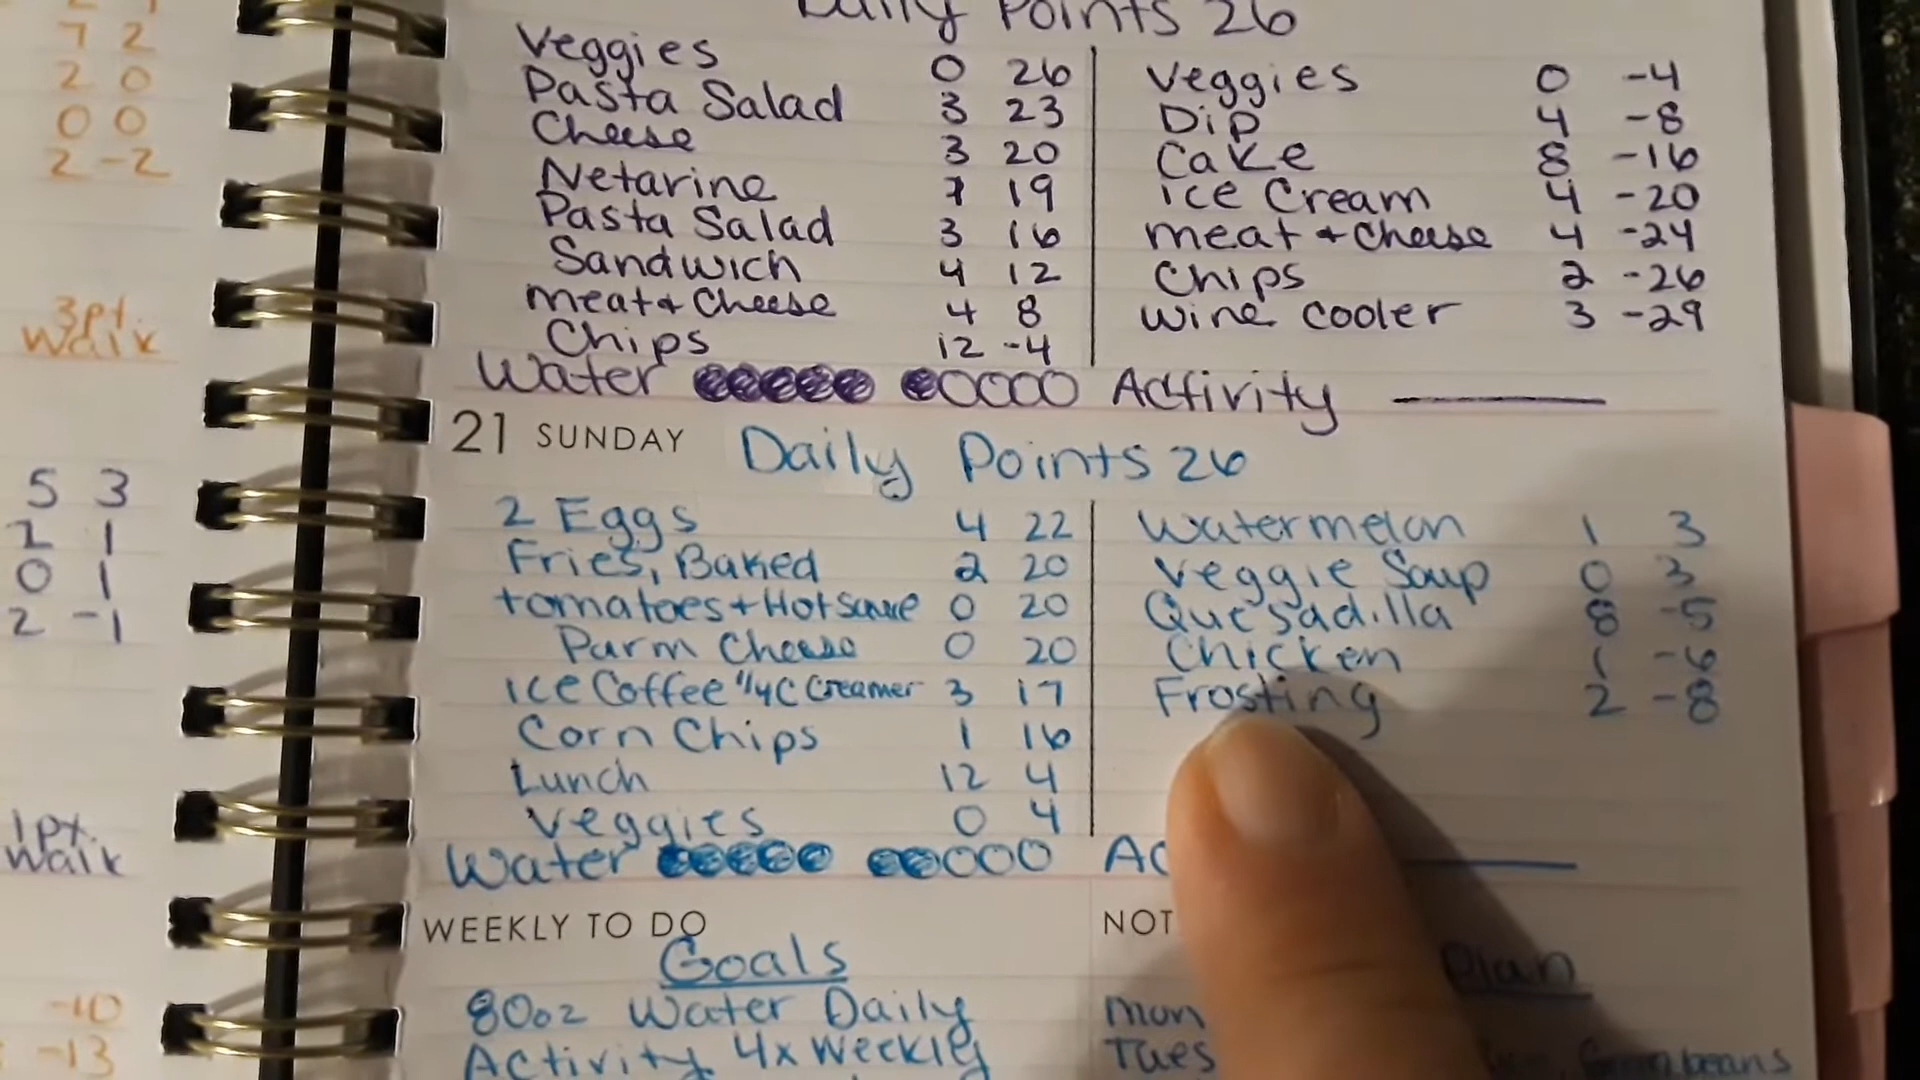 7 2
2 0
0 0
2 -2
3pt.
Walk
5 3
2 1
0 1
2 -1
1pt.
Walk
-10
-13
Daily Points 26
Veggies 0 26
Pasta Salad 3 23
Cheese 3 20
Netarine 1 19
Pasta Salad 3 16
Sandwich 4 12
meat + Cheese 4 8
Chips 12 -4
Veggies 0 -4
Dip 4 -8
Cake 8 -16
ice Cream 4 -20
meat + Cheese 4 -24
Chips 2 -26
Wine cooler 3 -29
Water Activity
21 SUNDAY Daily Points 26
2 Eggs 4 22
Fries, Baked 2 20
tomatoes + Hot sauce 0 20
Parm Cheese 0 20
ice Coffee 1/4 C Creamer 3 17
Corn Chips 1 16
Lunch 12 4
Veggies 0 4
Watermelon 1 3
Veggie Soup 0 3
Quesadilla 8 -5
Chicken 1 -6
Frosting 2 -8
Water Ac
WEEKLY TO DO
Goals
80oz Water Daily
Activity 4x Weekly
NOT
Plan
Mon
Tues Green beans